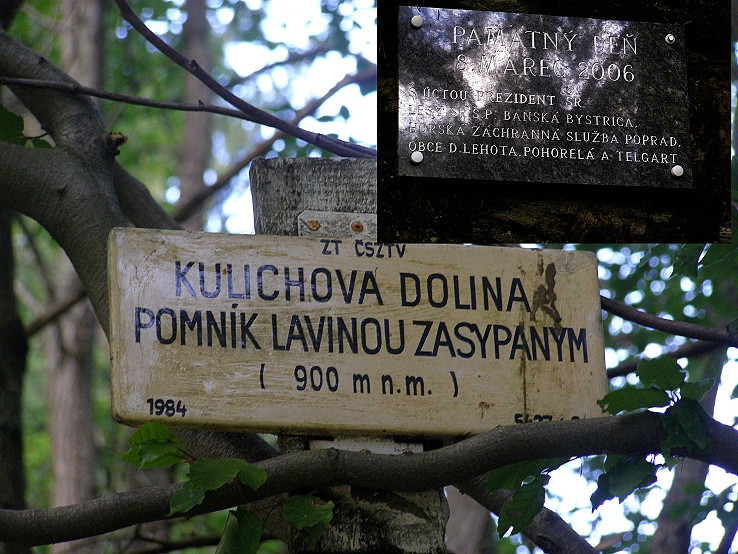 PAMÄTNÝ DEŇ
8.MAREC 2006
S ÚCTOU PREZIDENT SR.
LESY SR Š.P. BANSKÁ BYSTRICA.
HORSKÁ ZÁCHRANNÁ SLUŽBA POPRAD.
OBCE D.LEHOTA.POHORELÁ A TELGÁRT
ZT ČSZTV
KULICHOVA DOLINA
POMNÍK LAVINOU ZASYPANÝM
( 900 m n.m. )
1984